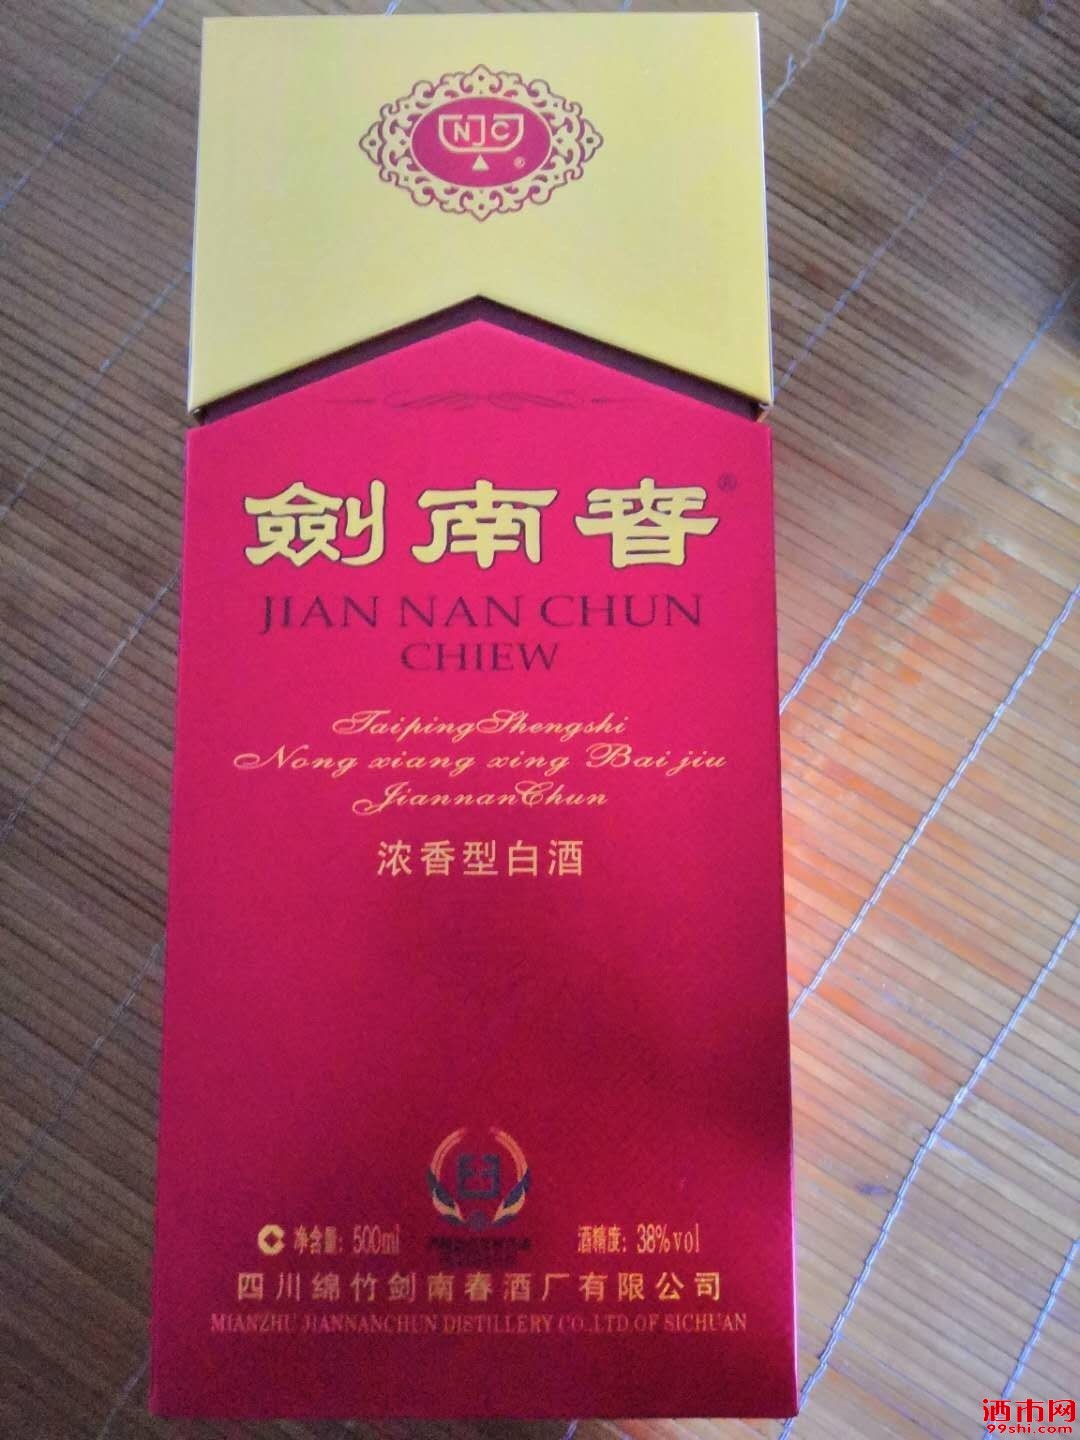 NJC
®
劍南春®
JIAN NAN CHUN
CHIEW
TaipingShengshi
Nong xiang xing Bai jiu
JiannanChun
浓香型白酒
净含量: 500ml 酒精度: 38%vol
四川绵竹剑南春酒厂有限公司
MIANZHU JIANNANCHUN DISTILLERY CO.,LTD.OF SICHUAN
酒市网
99shi.com